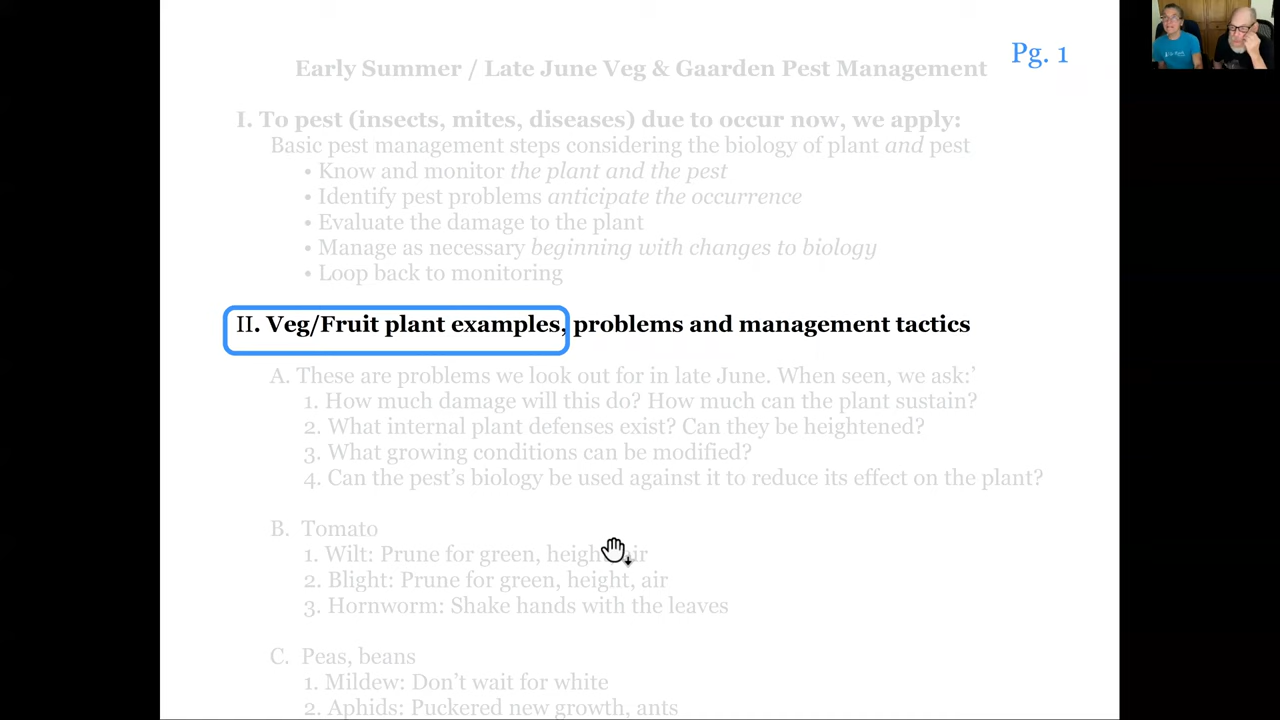 Pg. 1
Early Summer / Late June Veg & Gaarden Pest Management
I. To pest (insects, mites, diseases) due to occur now, we apply:
Basic pest management steps considering the biology of plant and pest
• Know and monitor the plant and the pest
• Identify pest problems anticipate the occurrence
• Evaluate the damage to the plant
• Manage as necessary beginning with changes to biology
• Loop back to monitoring
II. Veg/Fruit plant examples, problems and management tactics
A. These are problems we look out for in late June. When seen, we ask:’
1. How much damage will this do? How much can the plant sustain?
2. What internal plant defenses exist? Can they be heightened?
3. What growing conditions can be modified?
4. Can the pest’s biology be used against it to reduce its effect on the plant?
B. Tomato
1. Wilt: Prune for green, height, air
2. Blight: Prune for green, height, air
3. Hornworm: Shake hands with the leaves
C. Peas, beans
1. Mildew: Don’t wait for white
2. Aphids: Puckered new growth, ants